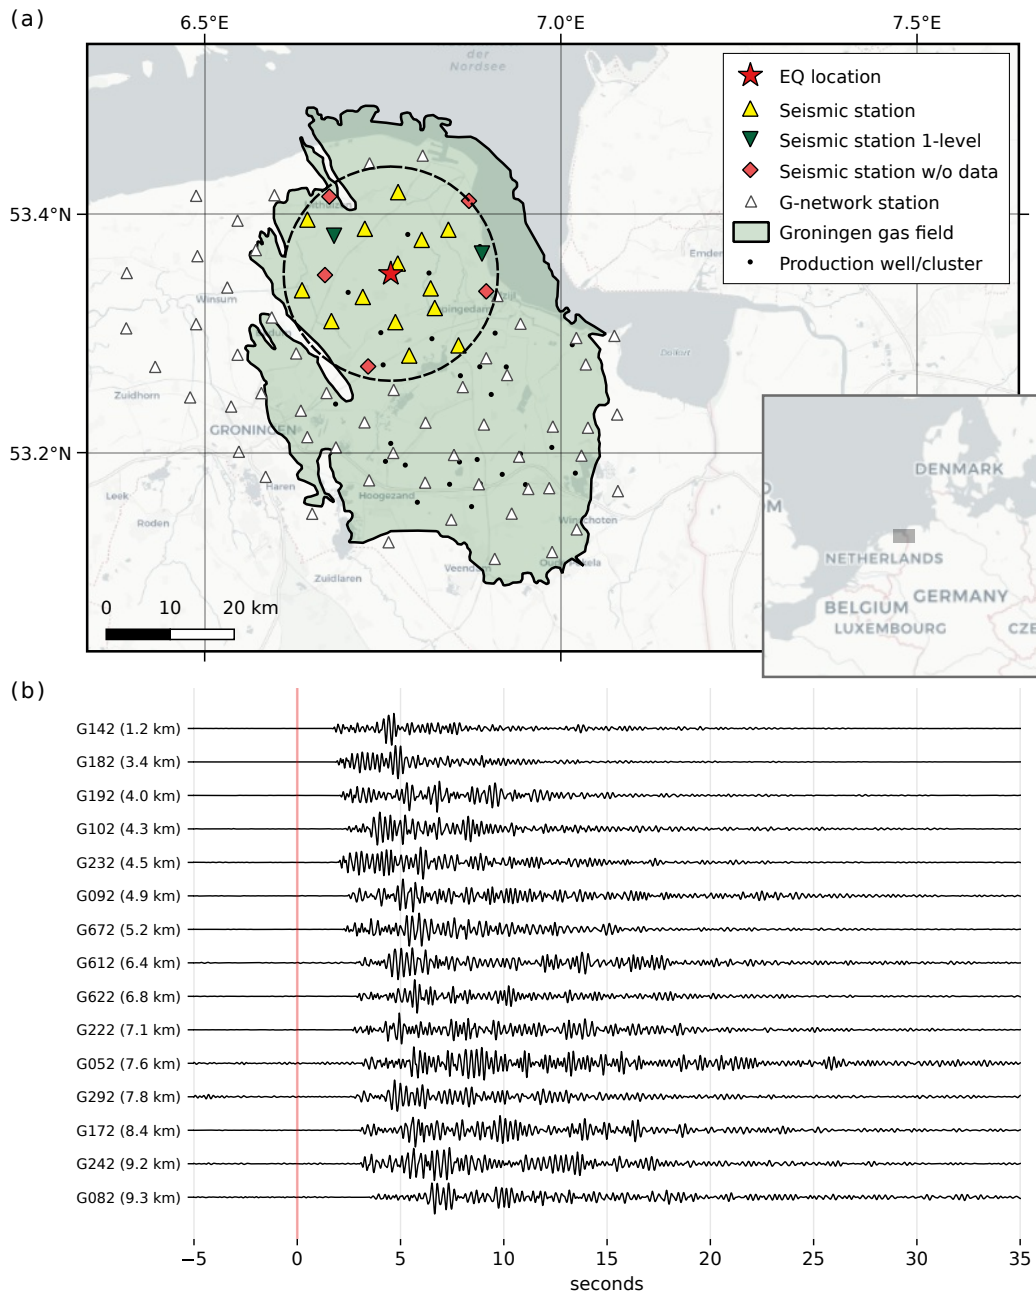 (a)
6.5°E
7.0°E
7.5°E
der
Nordsee
EQ location
Seismic station
Seismic station 1-level
Seismic station w/o data
G-network station
Groningen gas field
Production well/cluster
53.4°N
Emden
Winsum
Dollart
Zuidhorn
GRONINGEN
53.2°N
Haren
Hoogezand
Leek
Roden
Winschoten
Zuidlaren
Veendam
0 10 20 km
DENMARK
NETHERLANDS
BELGIUM
GERMANY
LUXEMBOURG
CZE
(b)
G142 (1.2 km)
G182 (3.4 km)
G192 (4.0 km)
G102 (4.3 km)
G232 (4.5 km)
G092 (4.9 km)
G672 (5.2 km)
G612 (6.4 km)
G622 (6.8 km)
G222 (7.1 km)
G052 (7.6 km)
G292 (7.8 km)
G172 (8.4 km)
G242 (9.2 km)
G082 (9.3 km)
−5 0 5 10 15 20 25 30 35
seconds